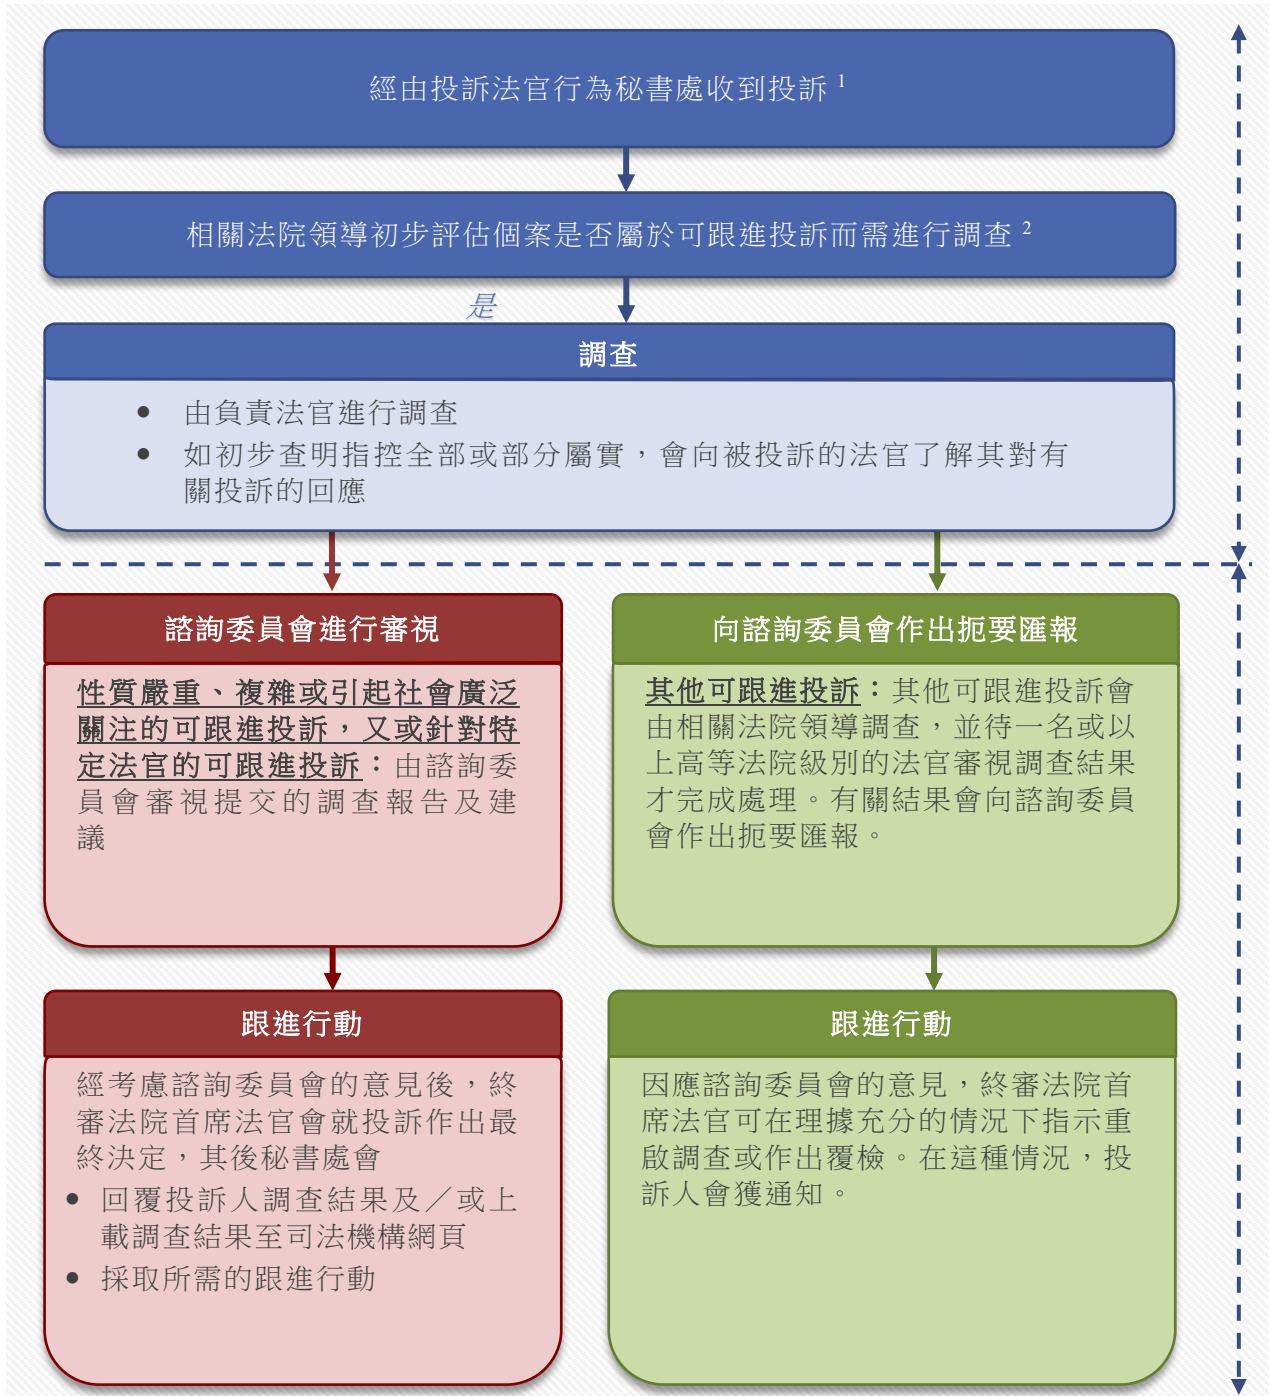 經由投訴法官行為秘書處收到投訴 1
相關法院領導初步評估個案是否屬於可跟進投訴而需進行調查 2
是
調查
• 由負責法官進行調查
• 如初步查明指控全部或部分屬實，會向被投訴的法官了解其對有
關投訴的回應
諮詢委員會進行審視
性質嚴重、複雜或引起社會廣泛
關注的可跟進投訴，又或針對特
定法官的可跟進投訴：由諮詢委
員會審視提交的調查報告及建
議
向諮詢委員會作出扼要匯報
其他可跟進投訴：其他可跟進投訴會
由相關法院領導調查，並待一名或以
上高等法院級別的法官審視調查結果
才完成處理。有關結果會向諮詢委員
會作出扼要匯報。
跟進行動
經考慮諮詢委員會的意見後，終
審法院首席法官會就投訴作出最
終決定，其後秘書處會
• 回覆投訴人調查結果及／或上
載調查結果至司法機構網頁
• 採取所需的跟進行動
跟進行動
因應諮詢委員會的意見，終審法院首
席法官可在理據充分的情況下指示重
啟調查或作出覆檢。在這種情況，投
訴人會獲通知。